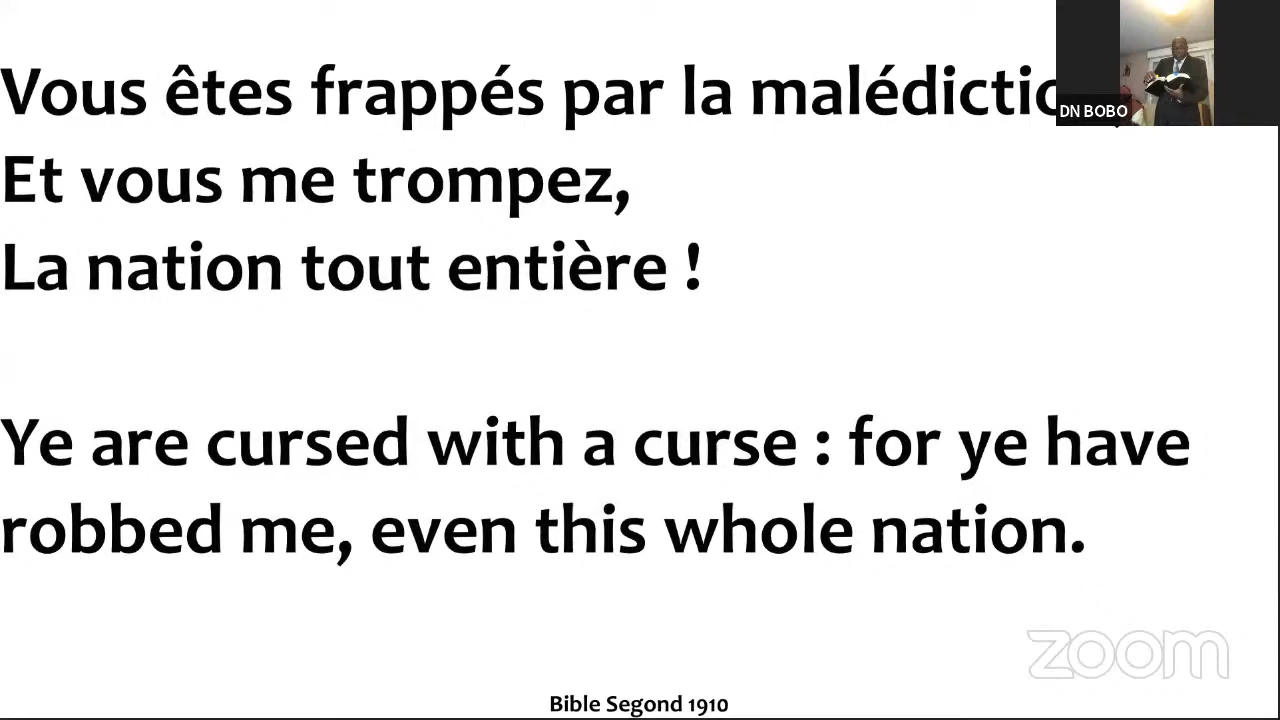 Vous êtes frappés par la
Et vous me trompez,
La nation tout entière !
Ye are cursed with a curse : for ye have
robbed me, even this whole nation.
DN BOBO
zoom
Bible Segond 1910